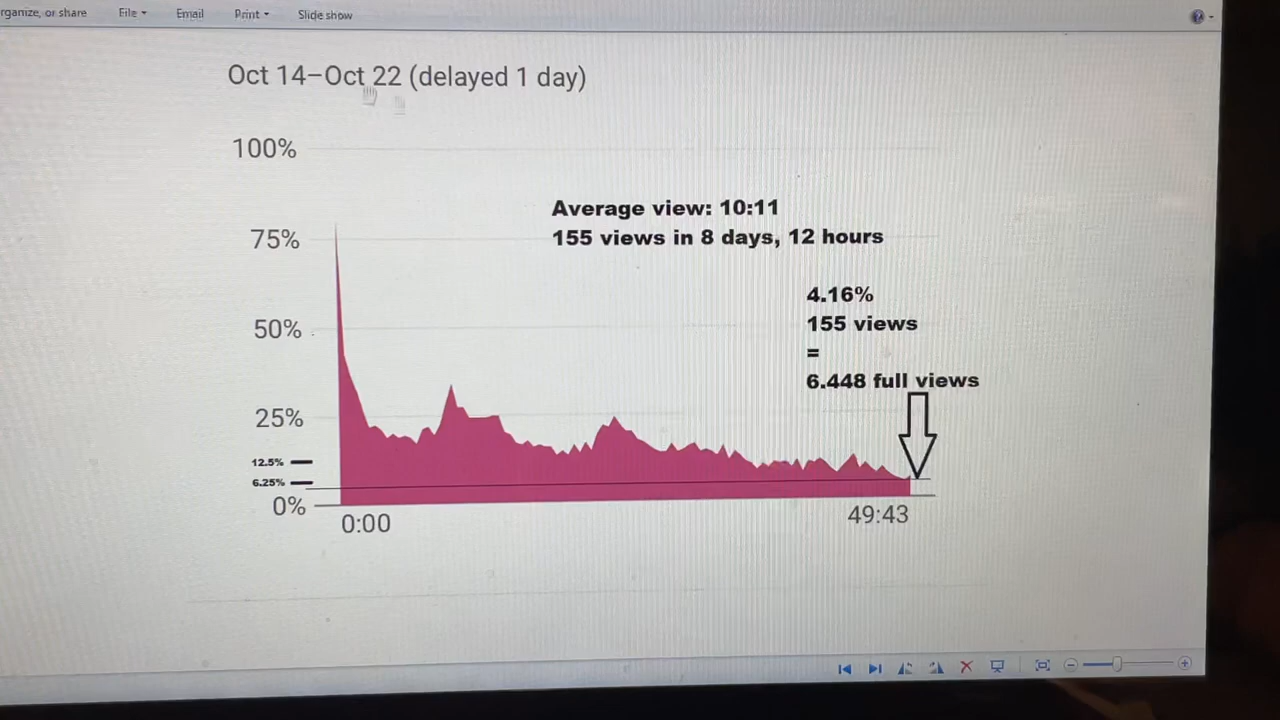 rganize, or share File Email Print Slide show
Oct 14–Oct 22 (delayed 1 day)
100%
Average view: 10:11
75%
155 views in 8 days, 12 hours
4.16%
50%
155 views
=
6.448 full views
25%
12.5%
6.25%
0%
0:00
49:43